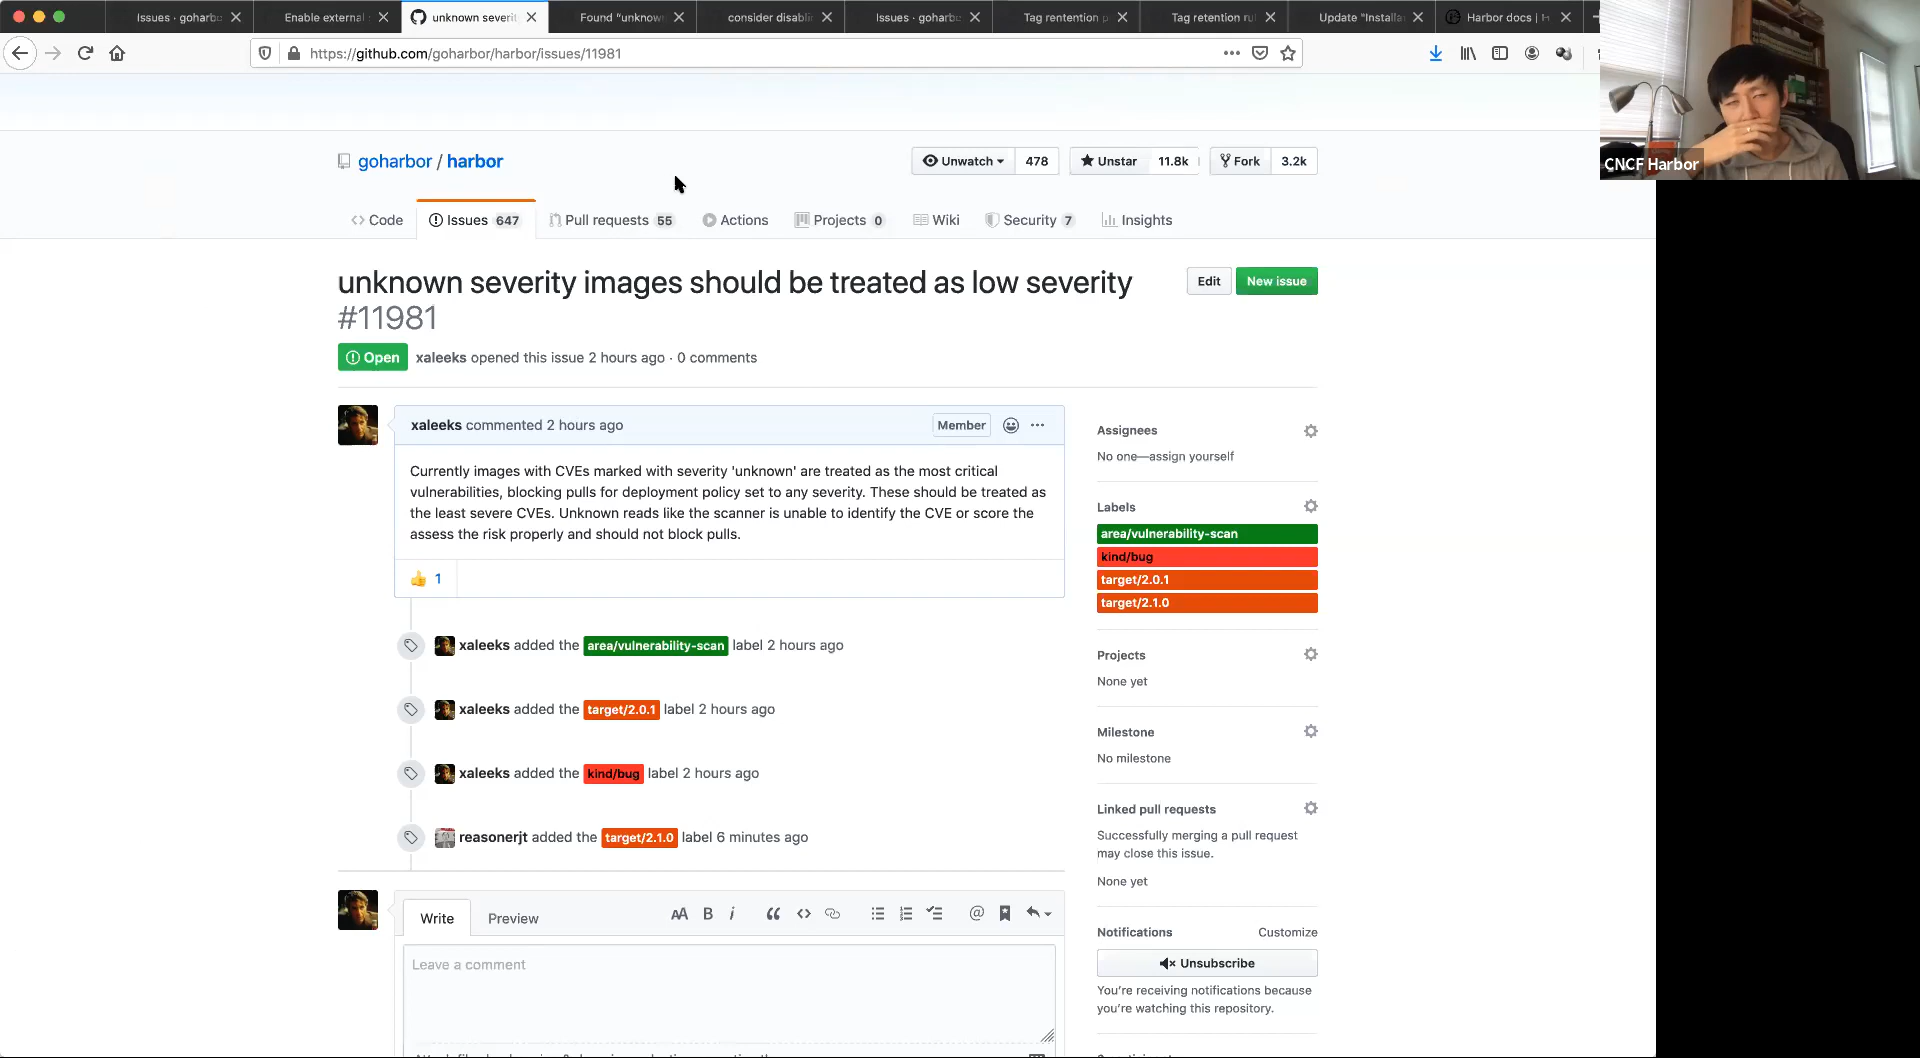 Issues · goharbo
Enable external
unknown severit
Found "unknown
consider disablin
Issues · goharbo
Tag rentention p
Tag retention ru
Update "Installa
Harbor docs | H
https://github.com/goharbor/harbor/issues/11981
CNCF Harbor
goharbor / harbor
Unwatch 478
Unstar 11.8k
Fork 3.2k
Code
Issues 647
Pull requests 55
Actions
Projects 0
Wiki
Security 7
Insights
unknown severity images should be treated as low severity
#11981
Edit
New issue
Open
xaleeks opened this issue 2 hours ago · 0 comments
xaleeks commented 2 hours ago
Member
Currently images with CVEs marked with severity 'unknown' are treated as the most critical
vulnerabilities, blocking pulls for deployment policy set to any severity. These should be treated as
the least severe CVEs. Unknown reads like the scanner is unable to identify the CVE or score the
assess the risk properly and should not block pulls.
1
xaleeks added the area/vulnerability-scan label 2 hours ago
xaleeks added the target/2.0.1 label 2 hours ago
xaleeks added the kind/bug label 2 hours ago
reasonerjt added the target/2.1.0 label 6 minutes ago
Write
Preview
Leave a comment
Assignees
No one—assign yourself
Labels
area/vulnerability-scan
kind/bug
target/2.0.1
target/2.1.0
Projects
None yet
Milestone
No milestone
Linked pull requests
Successfully merging a pull request
may close this issue.
None yet
Notifications
Customize
Unsubscribe
You're receiving notifications because
you're watching this repository.